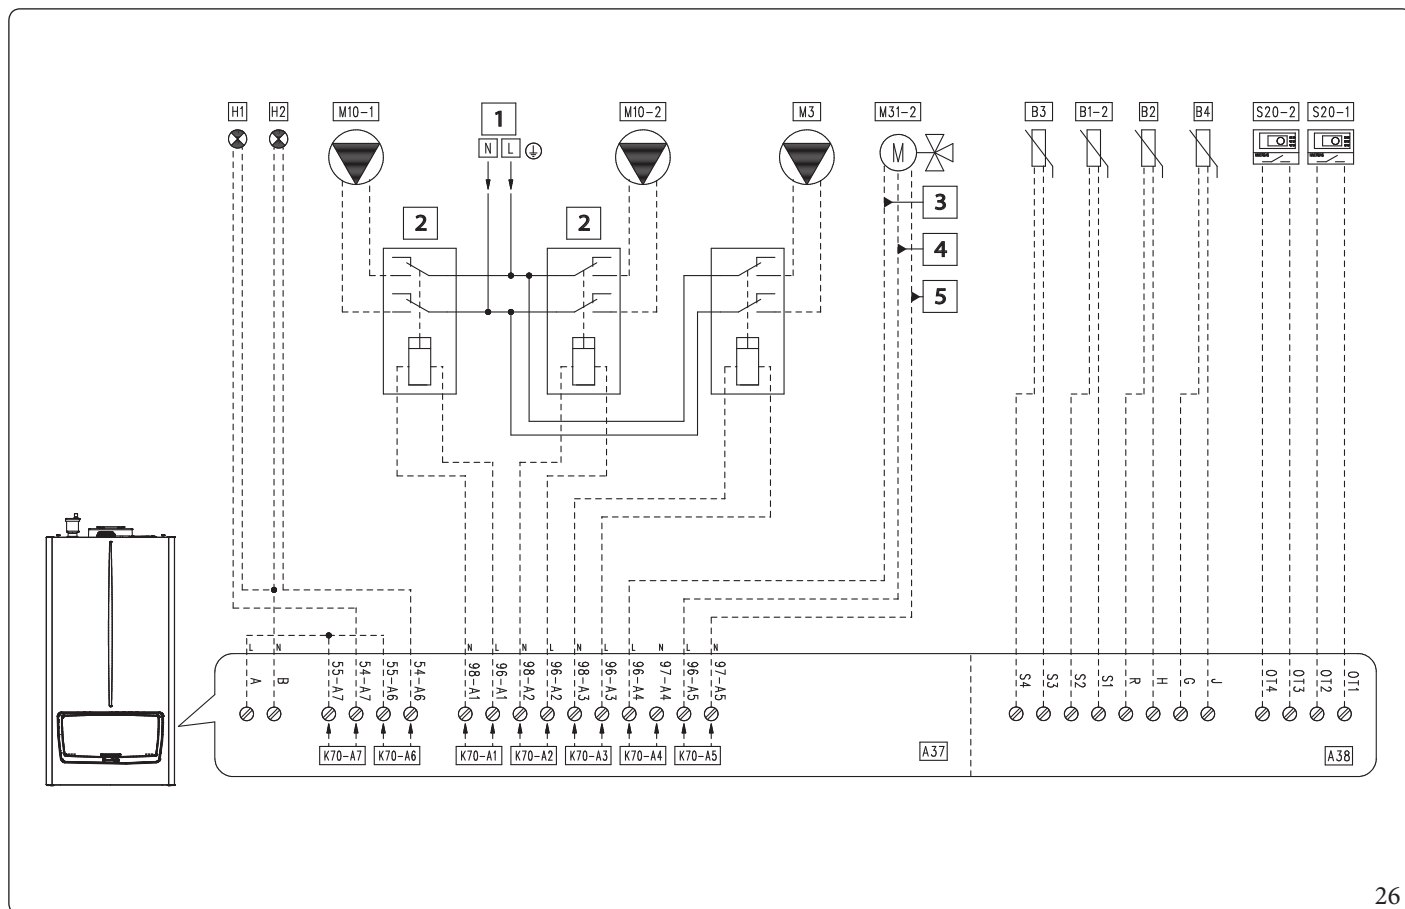 H1 H2 M10-1 1 M10-2 M3 M31-2 B3 B1-2 B2 B4 S20-2 S20-1
N L
M
2 2 3
4
5
L N N L N L N L L N L N
A B 55-A7 54-A7 55-A6 54-A6 98-A1 96-A1 98-A2 96-A2 98-A3 96-A3 96-A4 97-A4 96-A5 97-A5 S4 S3 S2 S1 R H G J OT4 OT3 OT2 OT1
K70-A7 K70-A6 K70-A1 K70-A2 K70-A3 K70-A4 K70-A5 A37 A38
26